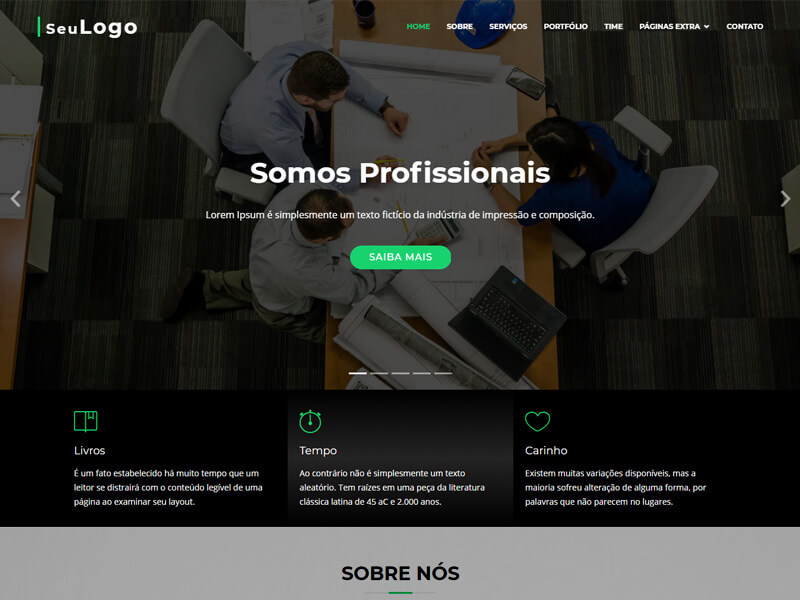 SeuLogo
HOME SOBRE SERVIÇOS PORTFÓLIO TIME PÁGINAS EXTRA CONTATO
Somos Profissionais
Lorem Ipsum é simplesmente um texto fictício da indústria de impressão e composição.
SAIBA MAIS
Livros
É um fato estabelecido há muito tempo que um
leitor se distrairá com o conteúdo legível de uma
página ao examinar seu layout.
Tempo
Ao contrário não é simplesmente um texto
aleatório. Tem raízes em uma peça da literatura
clássica latina de 45 aC e 2.000 anos.
Carinho
Existem muitas variações disponíveis, mas a
maioria sofreu alteração de alguma forma, por
palavras que não parecem no lugares.
SOBRE NÓS